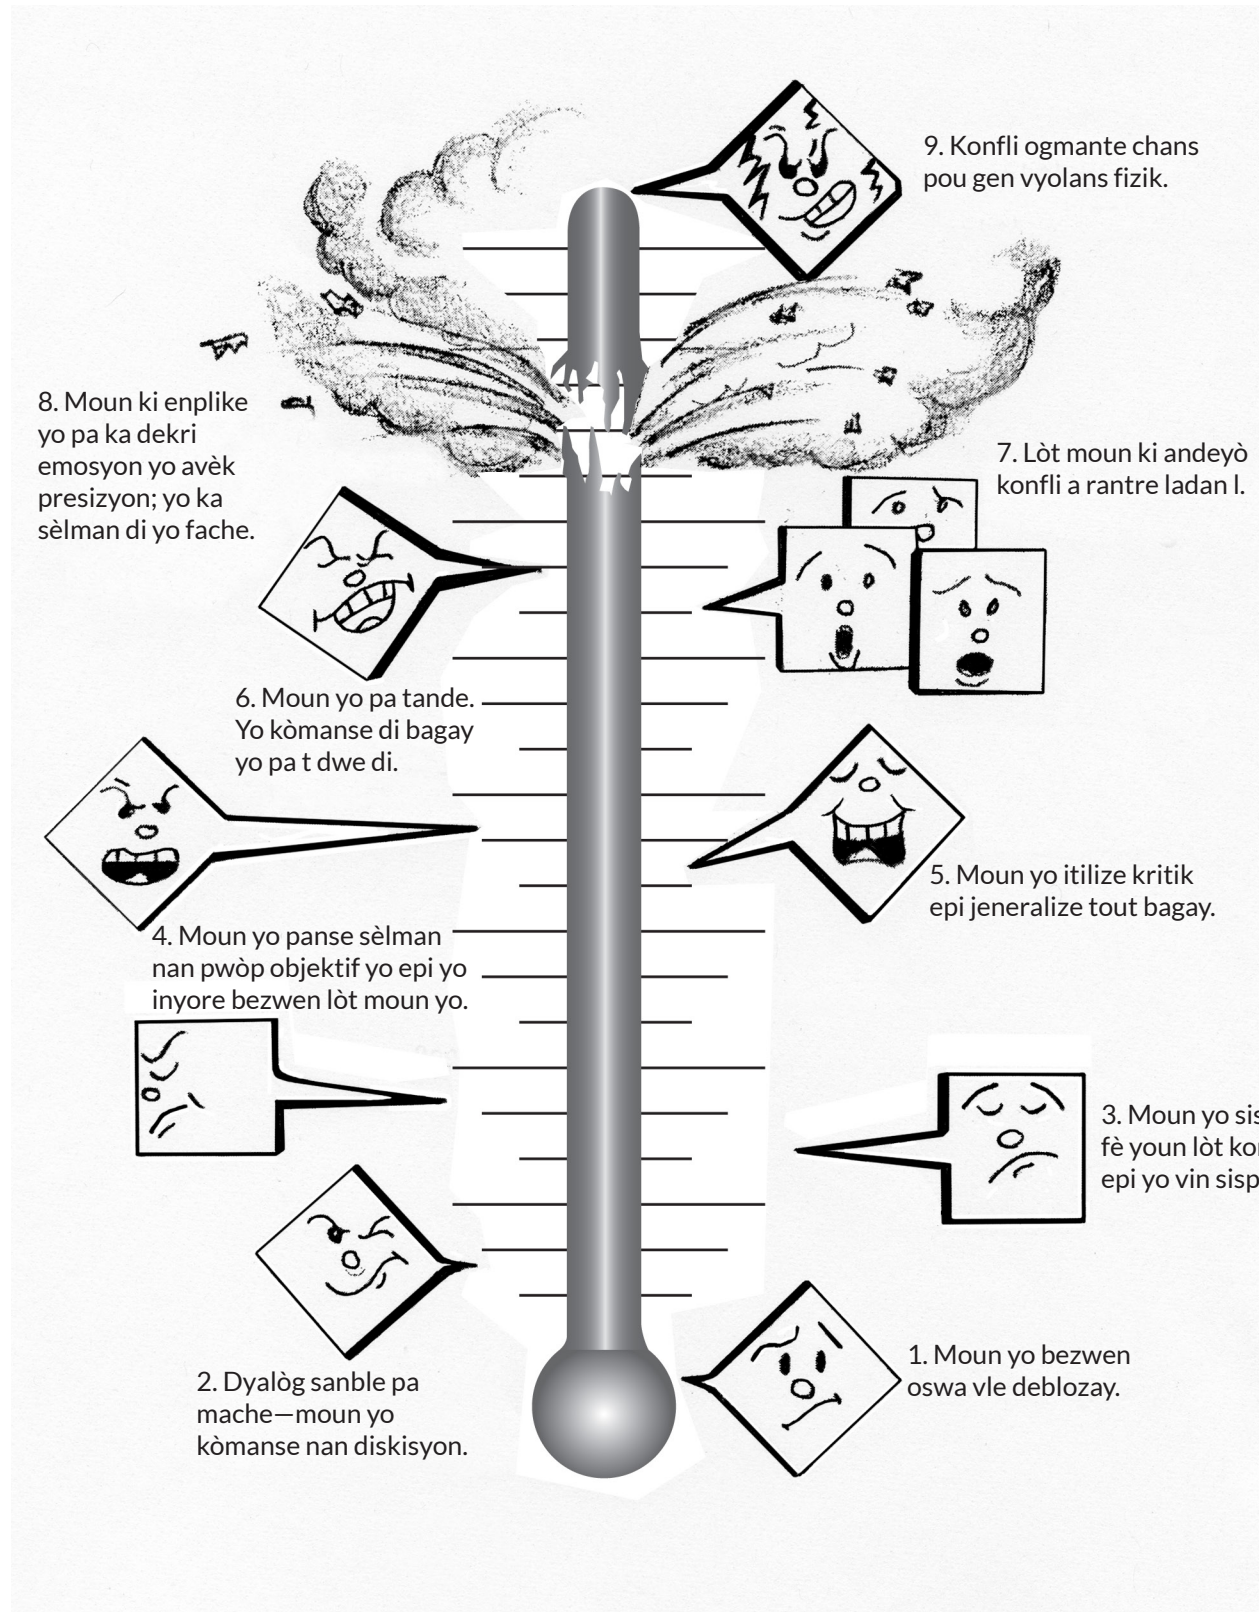 9. Konfli ogmante chans
pou gen vyolans fizik.
8. Moun ki enplike
yo pa ka dekri
emosyon yo avèk
presizyon; yo ka
sèlman di yo fache.
7. Lòt moun ki andeyò
konfli a rantre ladan l.
6. Moun yo pa tande.
Yo kòmanse di bagay
yo pa t dwe di.
5. Moun yo itilize kritik
epi jeneralize tout bagay.
4. Moun yo panse sèlman
nan pwòp objektif yo epi yo
inyore bezwen lòt moun yo.
3. Moun yo
fè youn lòt
epi yo vin
2. Dyalòg sanble pa
mache—moun yo
kòmanse nan diskisyon.
1. Moun yo bezwen
oswa vle deblozay.